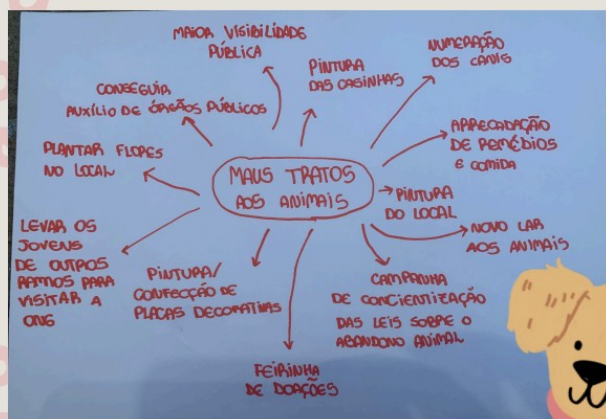 MAIOR VISIBILIDADE
PÚBLICA
NUMERAÇÃO
DOS CANIS
PINTURA
DAS CASINHAS
CONSEGUIR
AUXÍLIO DE ÓRGÃOS PÚBLICOS
ARRECADAÇÃO
DE REMÉDIOS
E COMIDA
PLANTAR FLORES
NO LOCAL
MAUS TRATOS
AOS ANIMAIS
PINTURA
DO LOCAL
NOVO LAR
AOS ANIMAIS
LEVAR OS
JOVENS
DE OUTROS
RAMOS PARA
VISITAR A
ONG
PINTURA/
CONFECÇÃO DE
PLACAS DECORATIVAS
CAMPANHA
DE CONCIENTIZAÇÃO
DAS LEIS SOBRE O
ABANDONO ANIMAL
FEIRINHA
DE DOAÇÕES